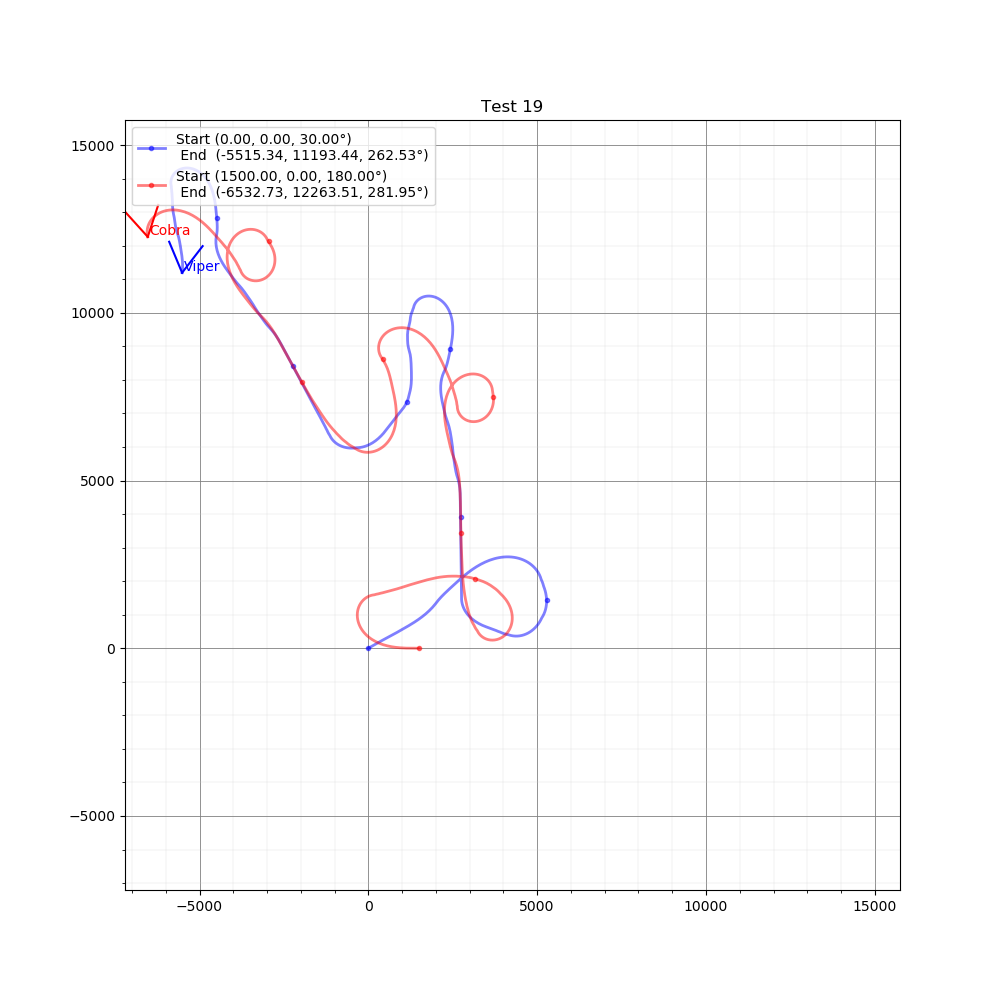 Test 19
Start (0.00, 0.00, 30.00°)
End (-5515.34, 11193.44, 262.53°)
Start (1500.00, 0.00, 180.00°)
End (-6532.73, 12263.51, 281.95°)
Cobra
Viper
15000
10000
5000
0
−5000
−5000
0
5000
10000
15000